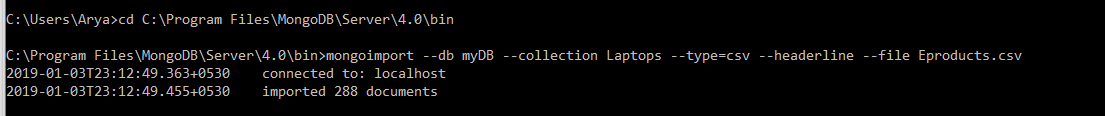 C:\Users\Arya>cd C:\Program Files\MongoDB\Server\4.0\bin
C:\Program Files\MongoDB\Server\4.0\bin>mongoimport --db myDB --collection Laptops --type=csv --headerline --file Eproducts.csv
2019-01-03T23:12:49.363+0530    connected to: localhost
2019-01-03T23:12:49.455+0530    imported 288 documents